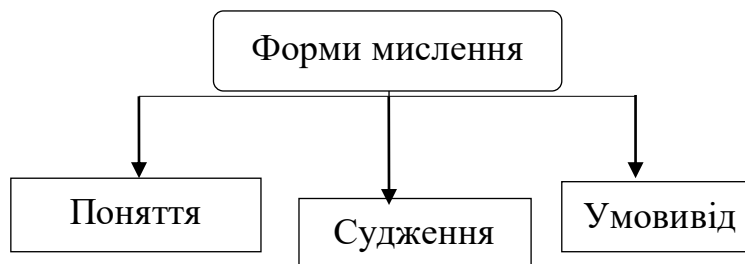 Форми мислення
Поняття
Судження
Умовивід